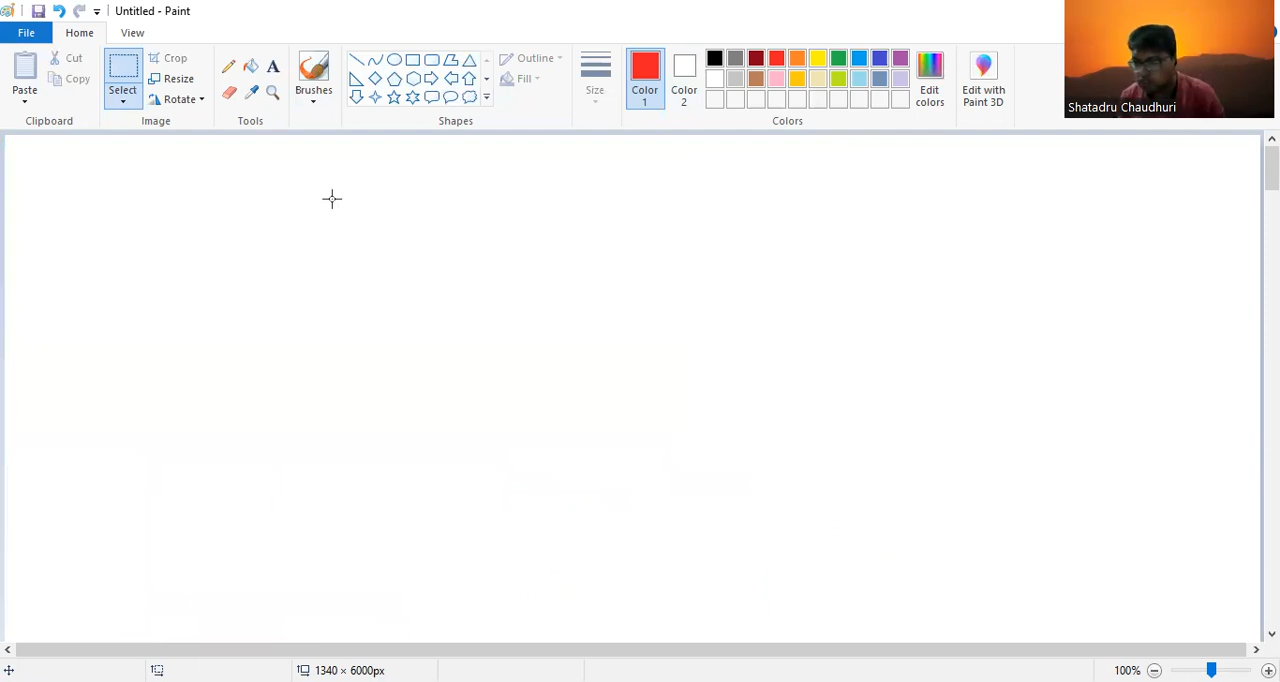 Untitled - Paint
File Home View
Paste
Cut
Copy
Clipboard
Select
Crop
Resize
Rotate
Image
A
Tools
Brushes
Outline
Fill
Shapes
Size
Color 1
Color 2
Edit colors
Edit with Paint 3D
Colors
Shatadru Chaudhuri
1340 × 6000px
100%